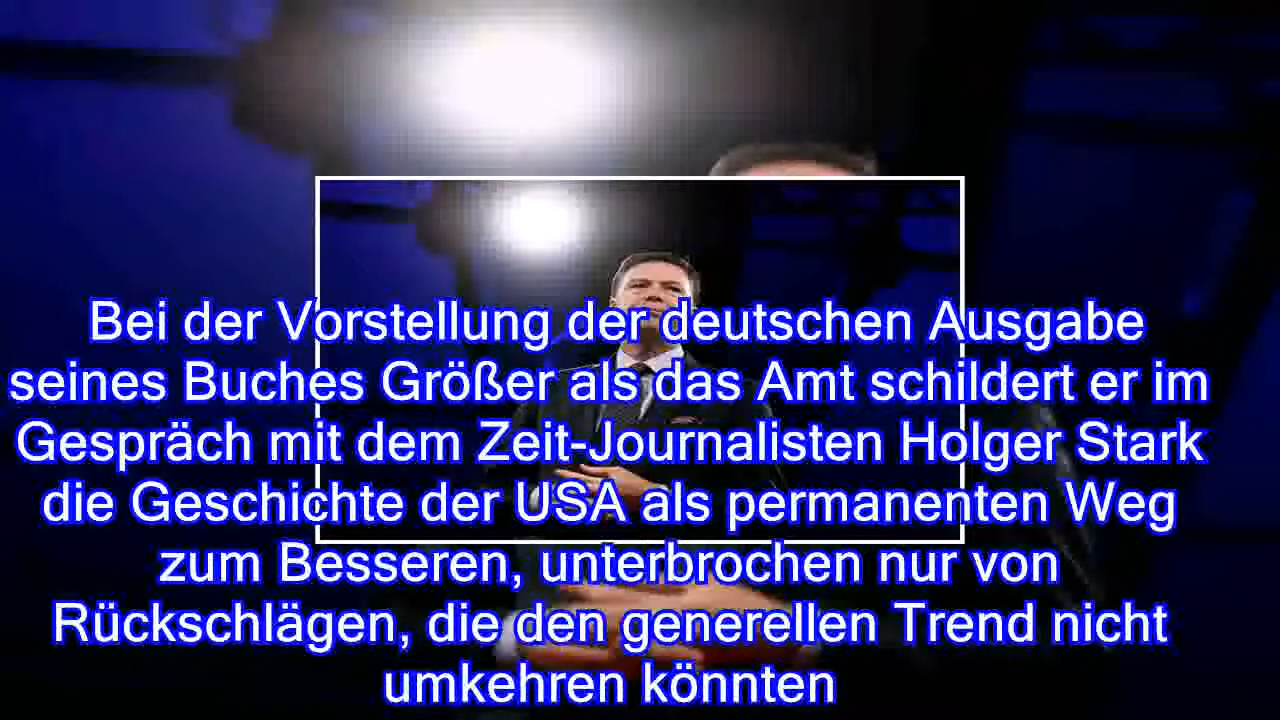 Bei der Vorstellung der deutschen Ausgabe
seines Buches Größer als das Amt schildert er im
Gespräch mit dem Zeit-Journalisten Holger Stark
die Geschichte der USA als permanenten Weg
zum Besseren, unterbrochen nur von
Rückschlägen, die den generellen Trend nicht
umkehren könnten